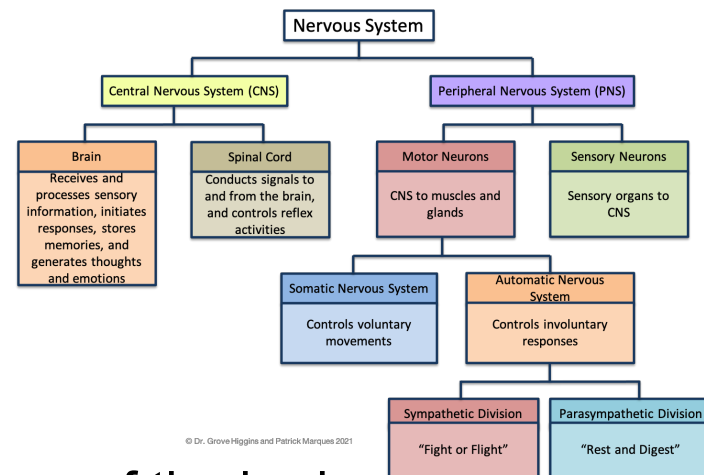 Nervous System
Central Nervous System (CNS)
Peripheral Nervous System (PNS)
Brain
Receives and
processes sensory
information, initiates
responses, stores
memories, and
generates thoughts
and emotions
Spinal Cord
Conducts signals to
and from the brain,
and controls reflex
activities
Motor Neurons
CNS to muscles and
glands
Sensory Neurons
Sensory organs to
CNS
Somatic Nervous System
Controls voluntary
movements
Automatic Nervous
System
Controls involuntary
responses
Sympathetic Division
“Fight or Flight”
Parasympathetic Division
“Rest and Digest”
© Dr. Grove Higgins and Patrick Marques 2021